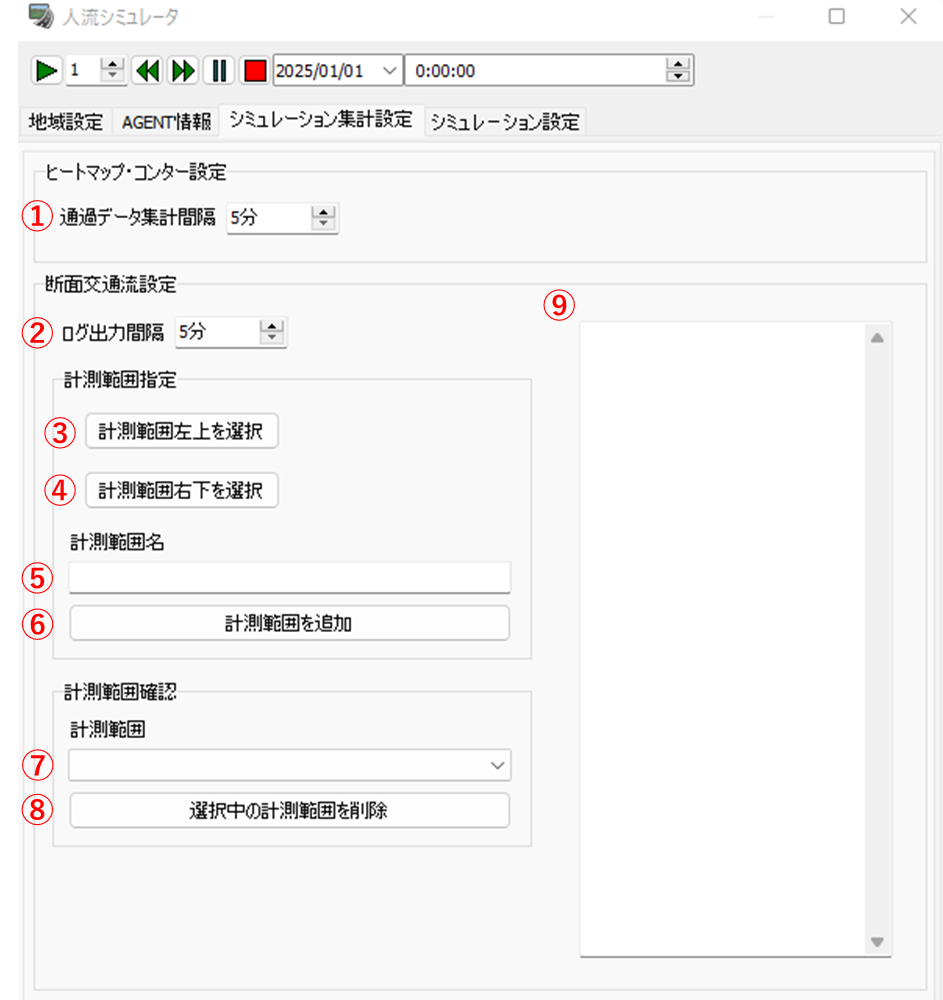 人流シミュレータ
1 2025/01/01 0:00:00
地域設定 AGENT情報 シミュレーション集計設定 シミュレーション設定
ヒートマップ・コンター設定
① 通過データ集計間隔 5分
断面交通流設定
⑨
② ログ出力間隔 5分
計測範囲指定
③ 計測範囲左上を選択
④ 計測範囲右下を選択
計測範囲名
⑤
⑥ 計測範囲を追加
計測範囲確認
計測範囲
⑦
⑧ 選択中の計測範囲を削除